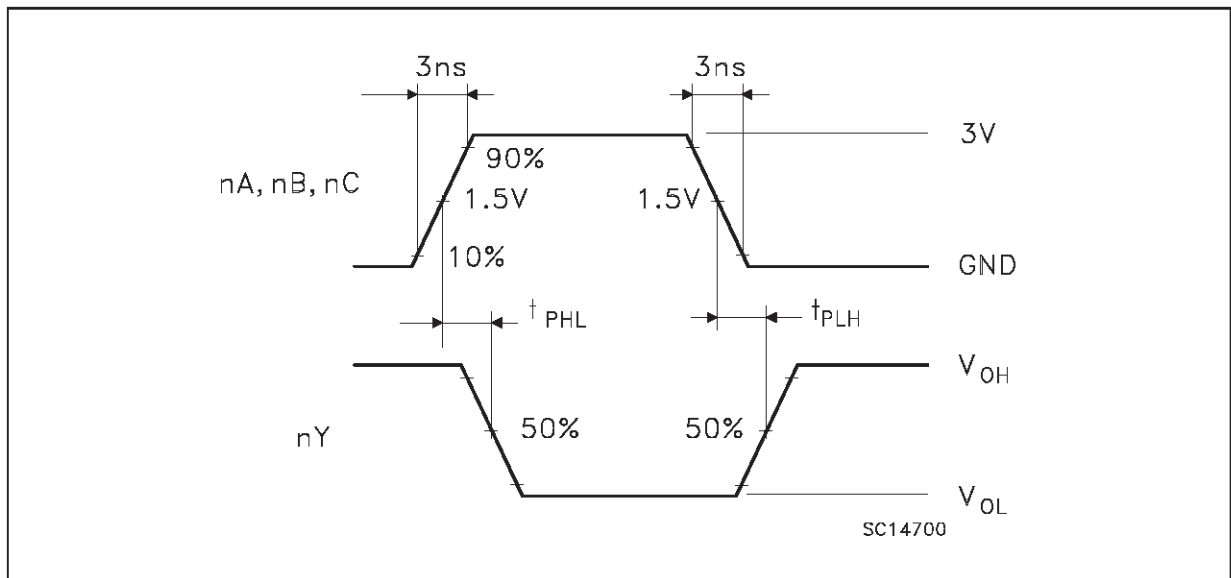 3ns 3ns
3V
90%
nA, nB, nC
1.5V 1.5V
10%
GND
tPHL tPLH
VOH
50% 50%
nY
VOL
SC14700